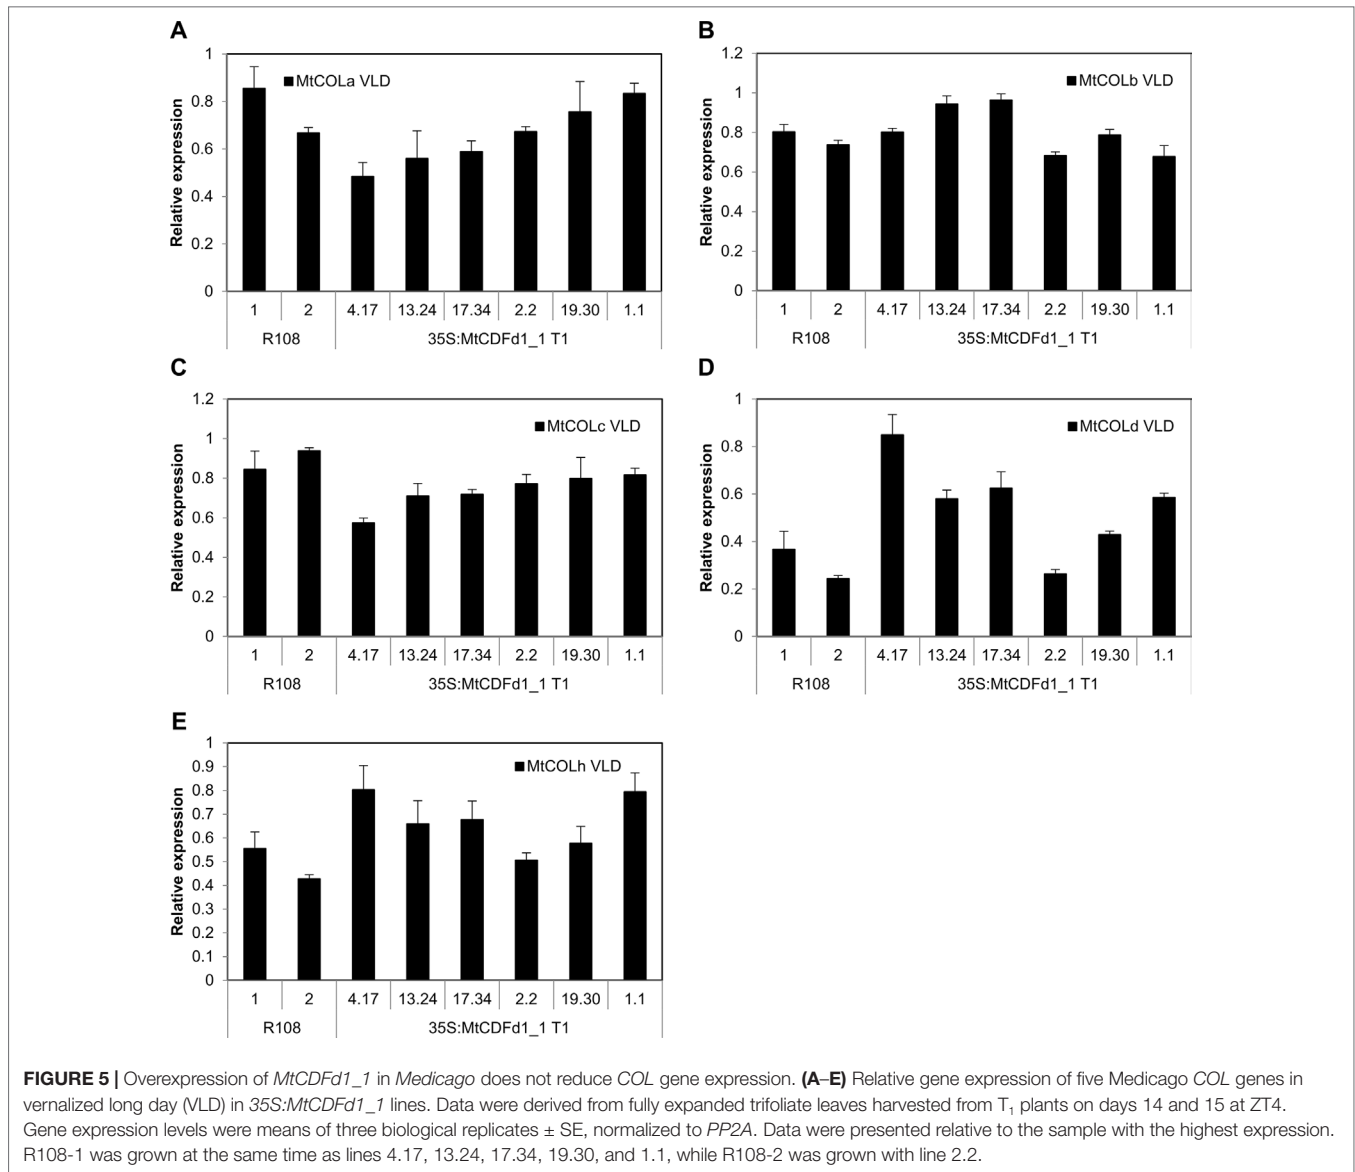 A
1
0.8
0.6
0.4
0.2
0
Relative expression
MtCOLa VLD
1 2 4.17 13.24 17.34 2.2 19.30 1.1
R108 35S:MtCDFd1_1 T1
B
1.2
1
0.8
0.6
0.4
0.2
0
Relative expression
MtCOLb VLD
1 2 4.17 13.24 17.34 2.2 19.30 1.1
R108 35S:MtCDFd1_1 T1
C
1.2
1
0.8
0.6
0.4
0.2
0
Relative expression
MtCOLc VLD
1 2 4.17 13.24 17.34 2.2 19.30 1.1
R108 35S:MtCDFd1_1 T1
D
1
0.8
0.6
0.4
0.2
0
Relative expression
MtCOLd VLD
1 2 4.17 13.24 17.34 2.2 19.30 1.1
R108 35S:MtCDFd1_1 T1
E
1
0.9
0.8
0.7
0.6
0.5
0.4
0.3
0.2
0.1
0
Relative expression
MtCOLh VLD
1 2 4.17 13.24 17.34 2.2 19.30 1.1
R108 35S:MtCDFd1_1 T1
FIGURE 5 | Overexpression of MtCDFd1_1 in Medicago does not reduce COL gene expression. (A–E) Relative gene expression of five Medicago COL genes in
vernalized long day (VLD) in 35S:MtCDFd1_1 lines. Data were derived from fully expanded trifoliate leaves harvested from T1 plants on days 14 and 15 at ZT4.
Gene expression levels were means of three biological replicates ± SE, normalized to PP2A. Data were presented relative to the sample with the highest expression.
R108-1 was grown at the same time as lines 4.17, 13.24, 17.34, 19.30, and 1.1, while R108-2 was grown with line 2.2.